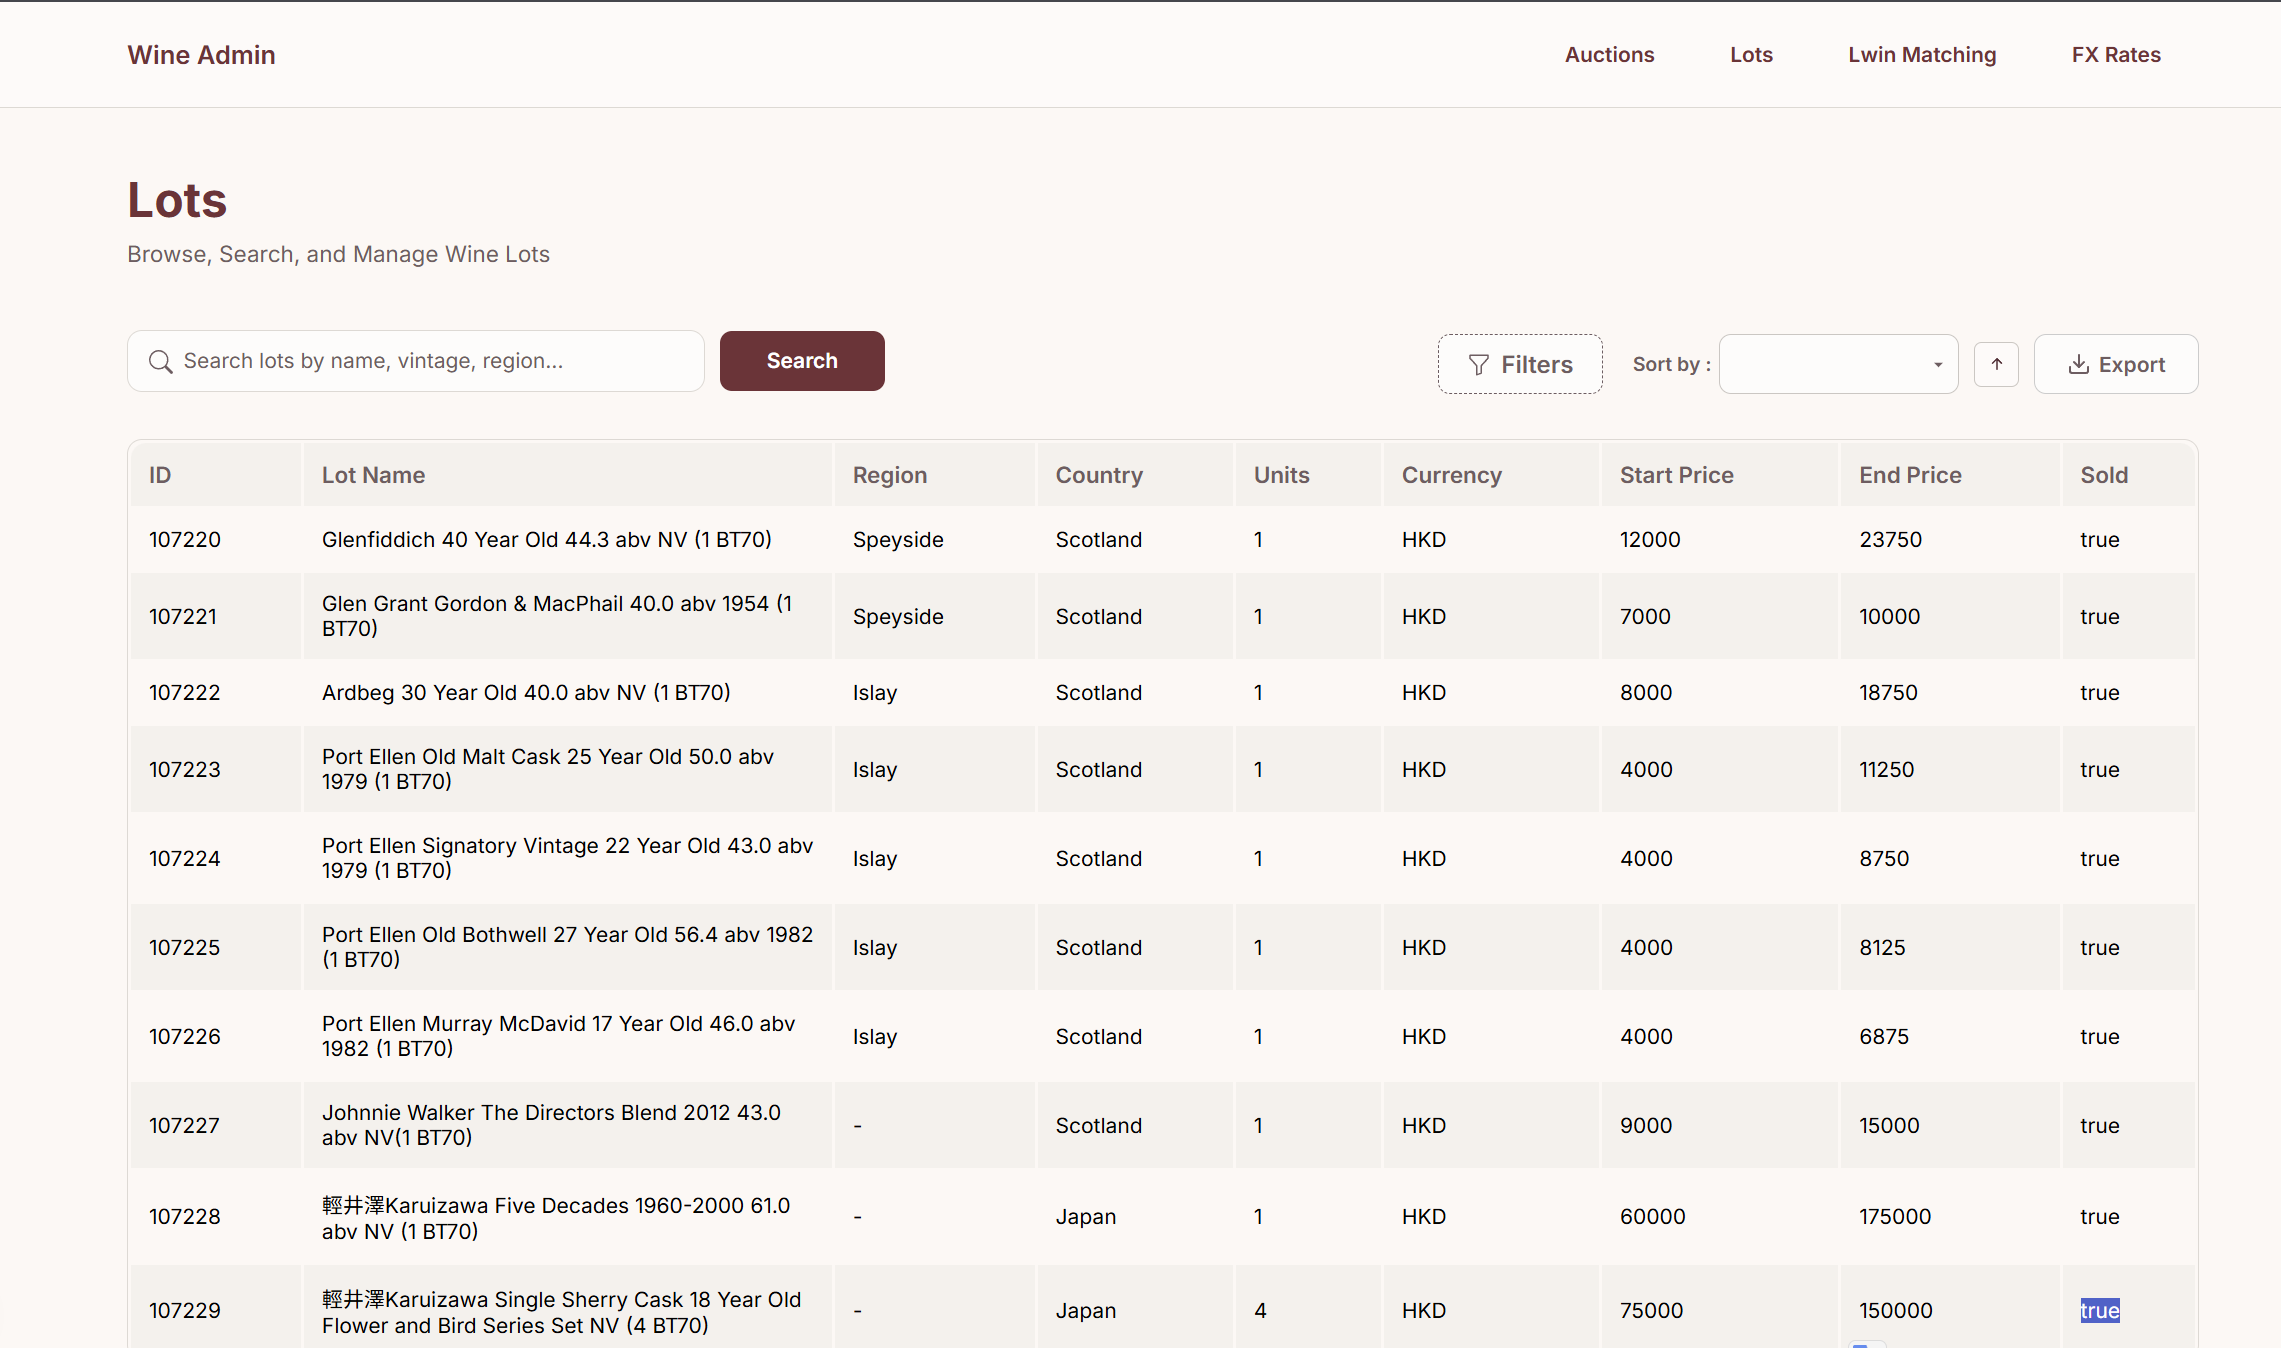 Wine Admin
Auctions
Lots
Lwin Matching
FX Rates
Lots
Browse, Search, and Manage Wine Lots
Search lots by name, vintage, region...
Search
Filters
Sort by :
Export
ID Lot Name Region Country Units Currency Start Price End Price Sold
107220 Glenfiddich 40 Year Old 44.3 abv NV (1 BT70) Speyside Scotland 1 HKD 12000 23750 true
107221 Glen Grant Gordon & MacPhail 40.0 abv 1954 (1
BT70) Speyside Scotland 1 HKD 7000 10000 true
107222 Ardbeg 30 Year Old 40.0 abv NV (1 BT70) Islay Scotland 1 HKD 8000 18750 true
107223 Port Ellen Old Malt Cask 25 Year Old 50.0 abv
1979 (1 BT70) Islay Scotland 1 HKD 4000 11250 true
107224 Port Ellen Signatory Vintage 22 Year Old 43.0 abv
1979 (1 BT70) Islay Scotland 1 HKD 4000 8750 true
107225 Port Ellen Old Bothwell 27 Year Old 56.4 abv 1982
(1 BT70) Islay Scotland 1 HKD 4000 8125 true
107226 Port Ellen Murray McDavid 17 Year Old 46.0 abv
1982 (1 BT70) Islay Scotland 1 HKD 4000 6875 true
107227 Johnnie Walker The Directors Blend 2012 43.0
abv NV(1 BT70) - Scotland 1 HKD 9000 15000 true
107228 輕井澤Karuizawa Five Decades 1960-2000 61.0
abv NV (1 BT70) - Japan 1 HKD 60000 175000 true
107229 輕井澤Karuizawa Single Sherry Cask 18 Year Old
Flower and Bird Series Set NV (4 BT70) - Japan 4 HKD 75000 150000 true